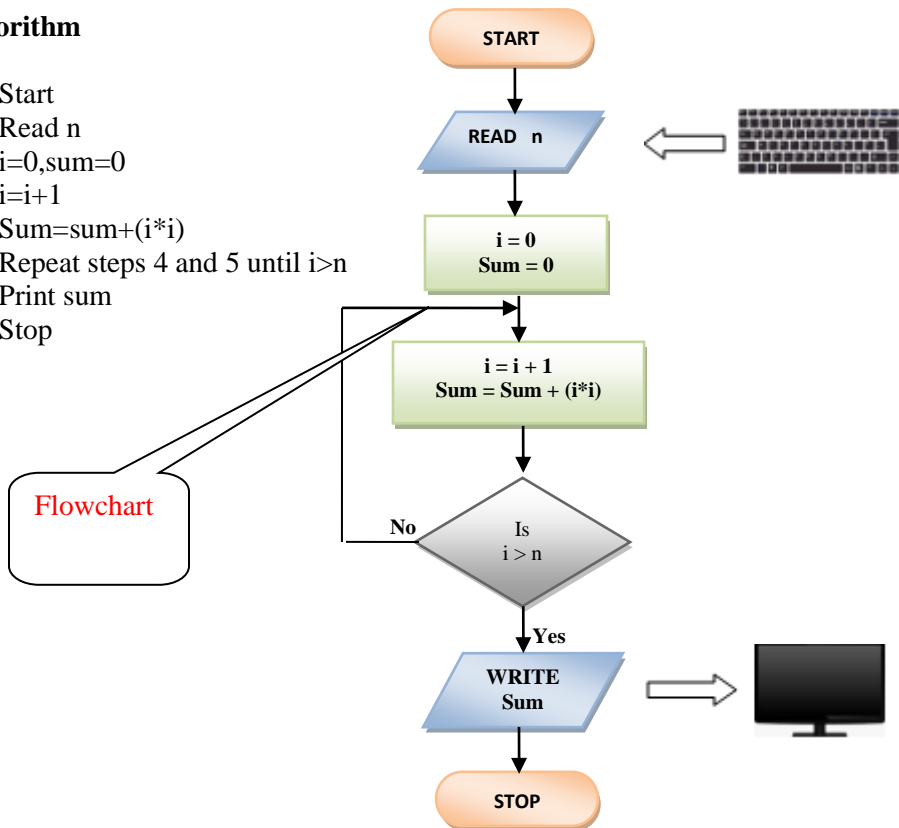 orithm
Start
Read n
i=0,sum=0
i=i+1
Sum=sum+(i*i)
Repeat steps 4 and 5 until i>n
Print sum
Stop
START
READ n
i = 0
Sum = 0
i = i + 1
Sum = Sum + (i*i)
Flowchart
No
Is
i > n
Yes
WRITE
Sum
STOP